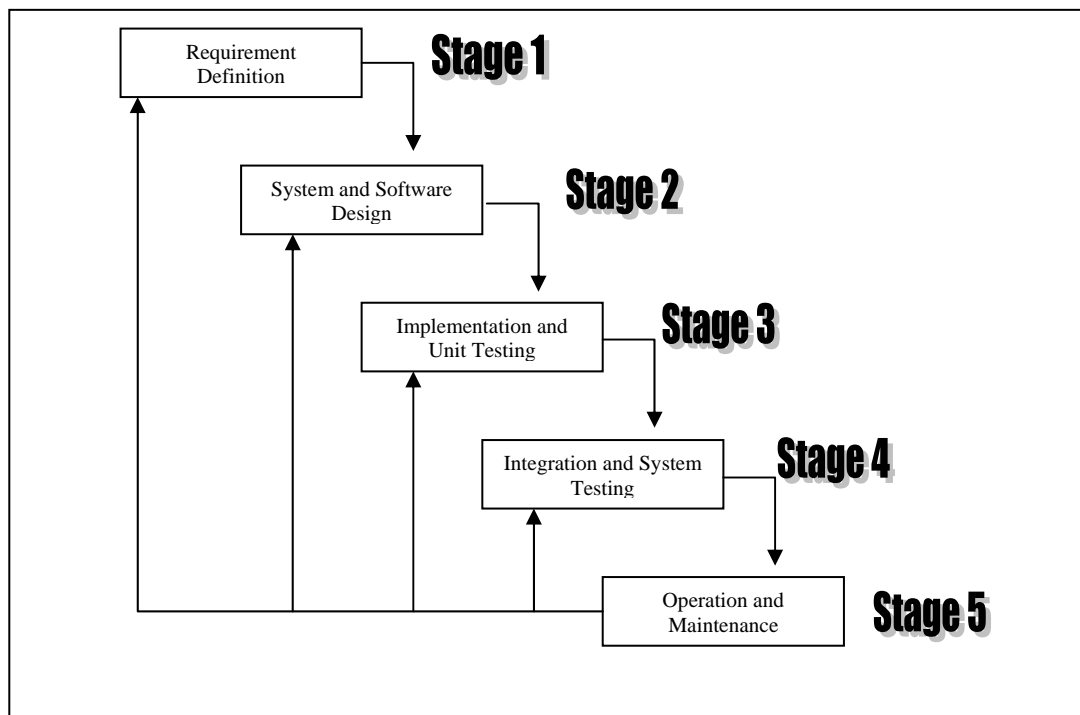 Requirement
Definition
Stage 1
System and Software
Design
Stage 2
Implementation and
Unit Testing
Stage 3
Integration and System
Testing
Stage 4
Operation and
Maintenance
Stage 5